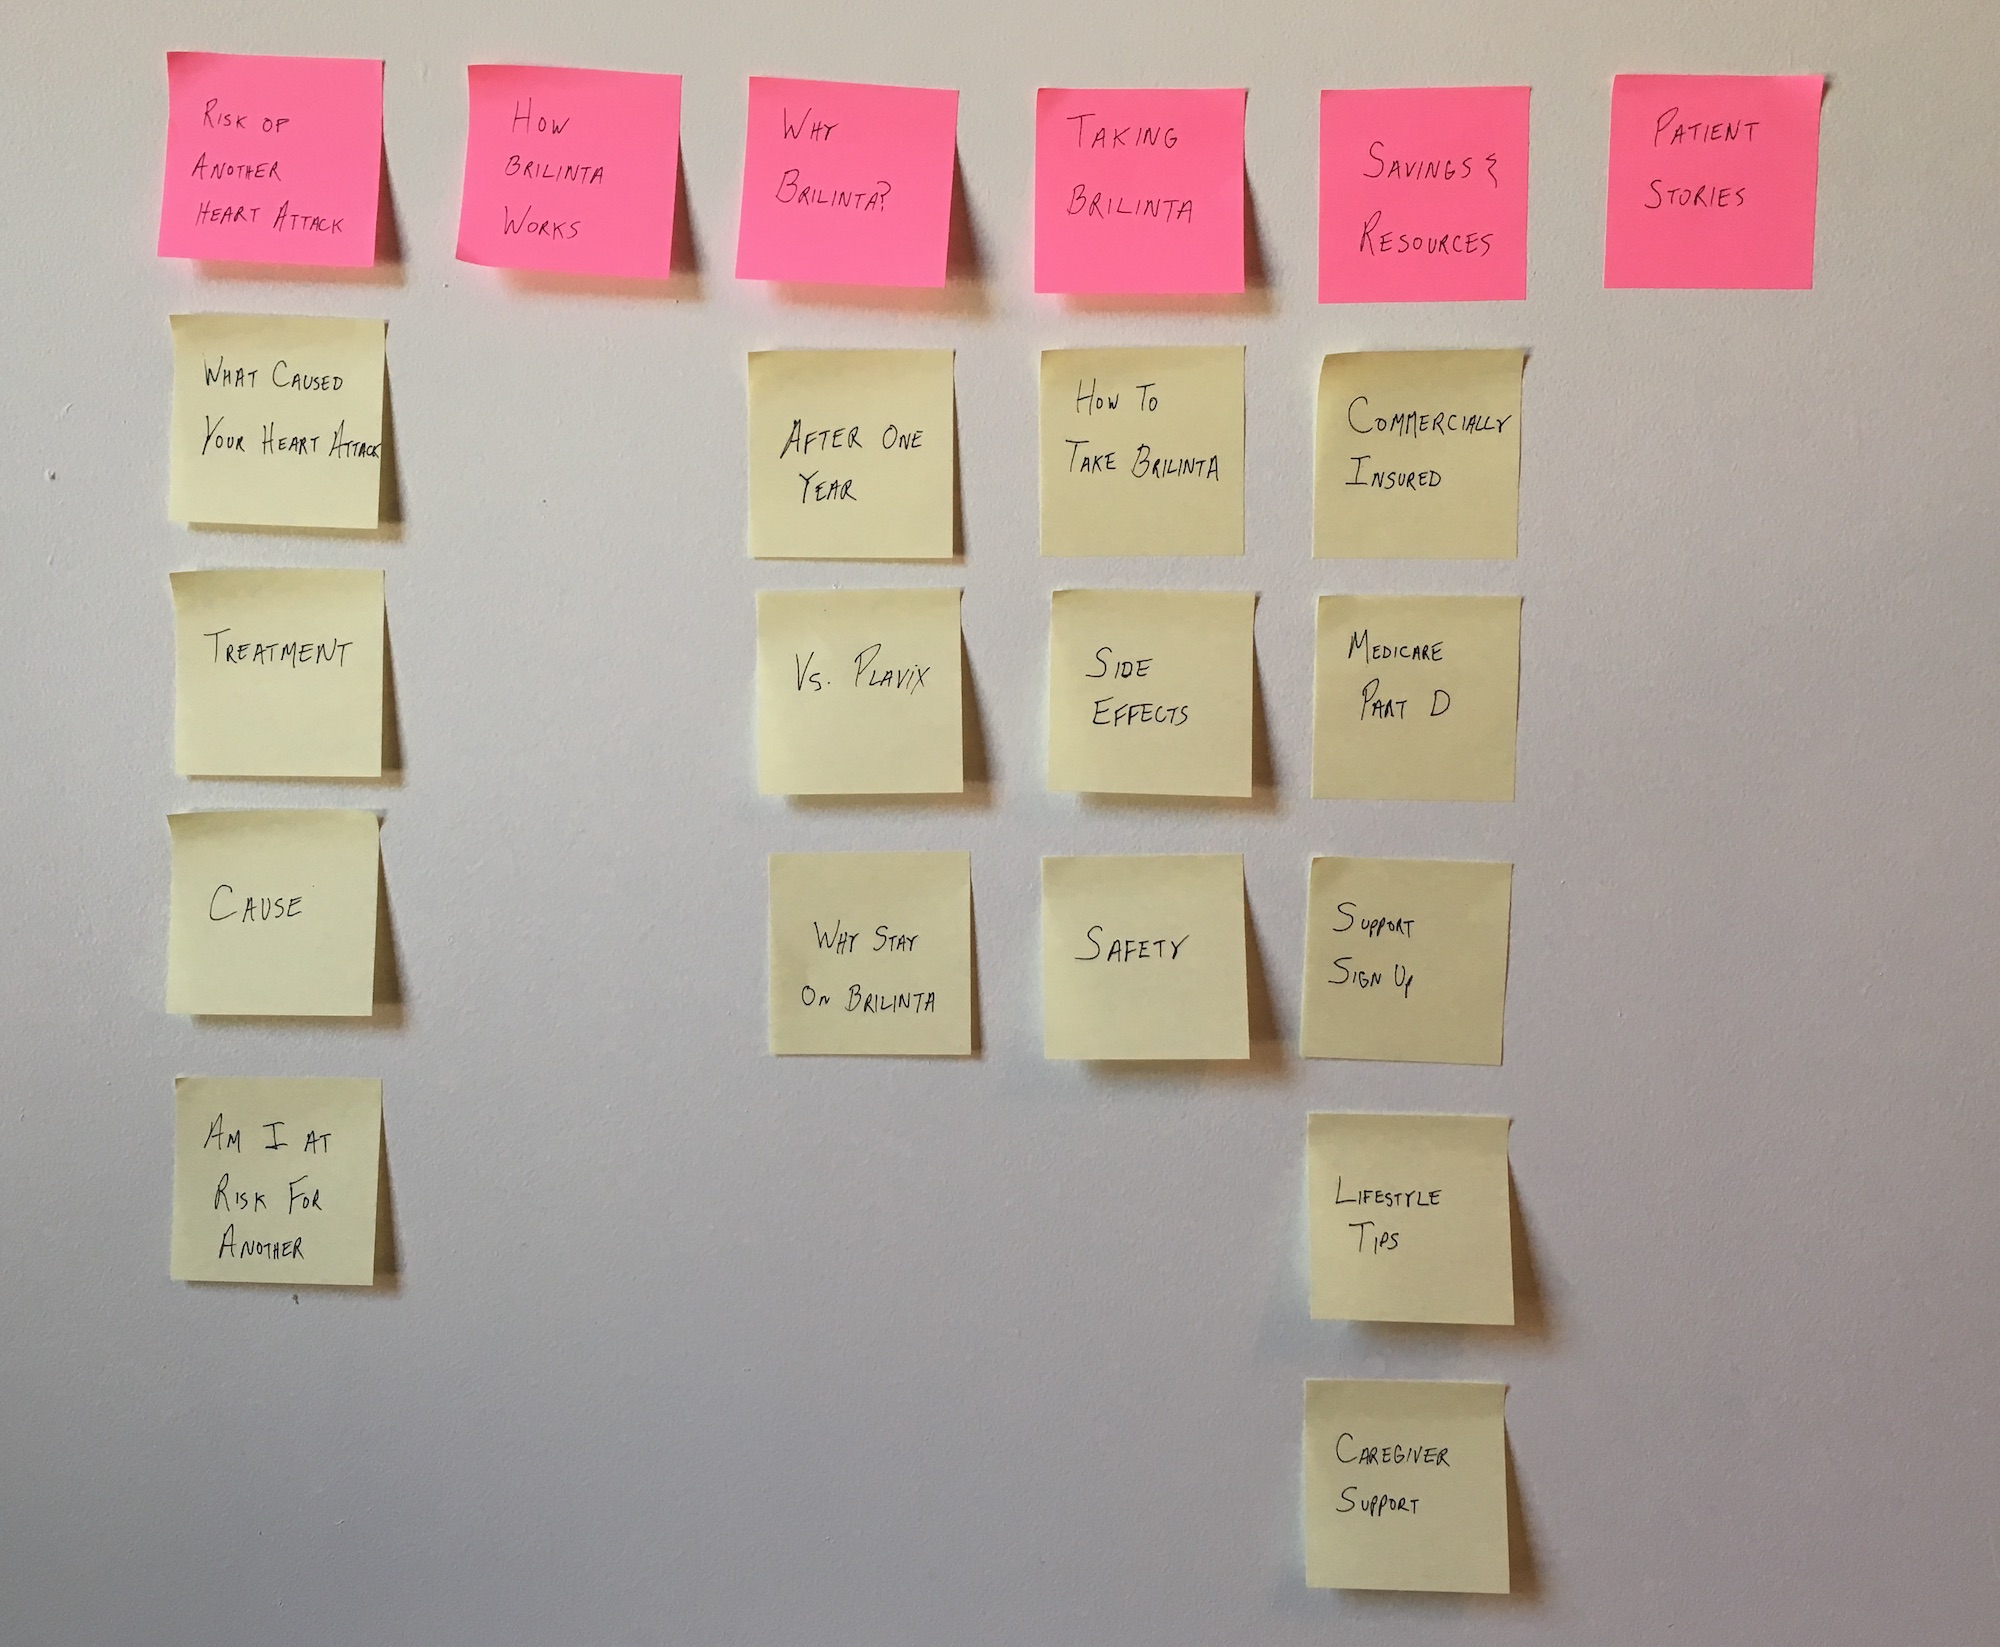 Risk of
Another
Heart Attack
What Caused
Your Heart Attack
Treatment
Cause
Am I at
Risk For
Another
How
Brilinta
Works
Why
Brilinta?
After One
Year
Vs. Plavix
Why Stay
On Brilinta
Taking
Brilinta
How To
Take Brilinta
Side
Effects
Safety
Savings &
Resources
Commercially
Insured
Medicare
Part D
Support
Sign Up
Lifestyle
Tips
Caregiver
Support
Patient
Stories